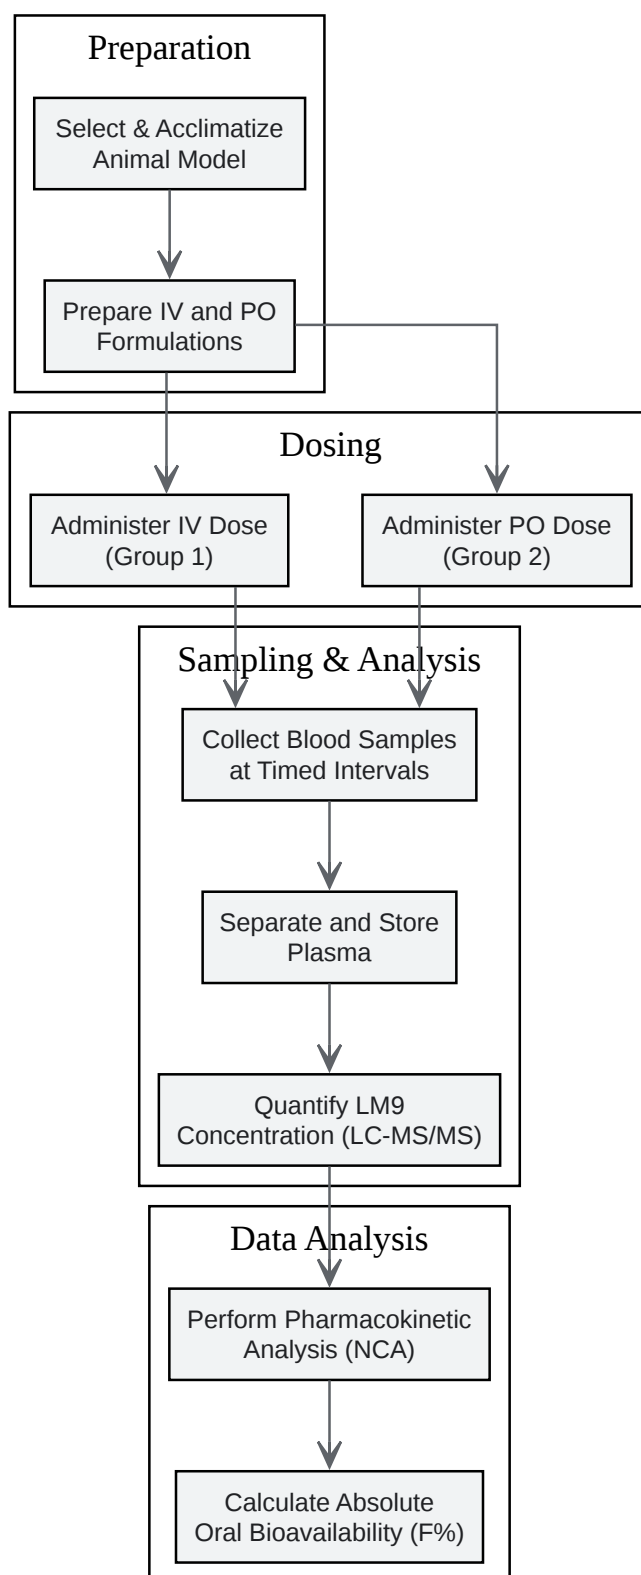 Preparation
Select & Acclimatize
Animal Model
Prepare IV and PO
Formulations
Dosing
Administer IV Dose
(Group 1)
Administer PO Dose
(Group 2)
Sampling & Analysis
Collect Blood Samples
at Timed Intervals
Separate and Store
Plasma
Quantify LM9
Concentration (LC-MS/MS)
Data Analysis
Perform Pharmacokinetic
Analysis (NCA)
Calculate Absolute
Oral Bioavailability (F%)